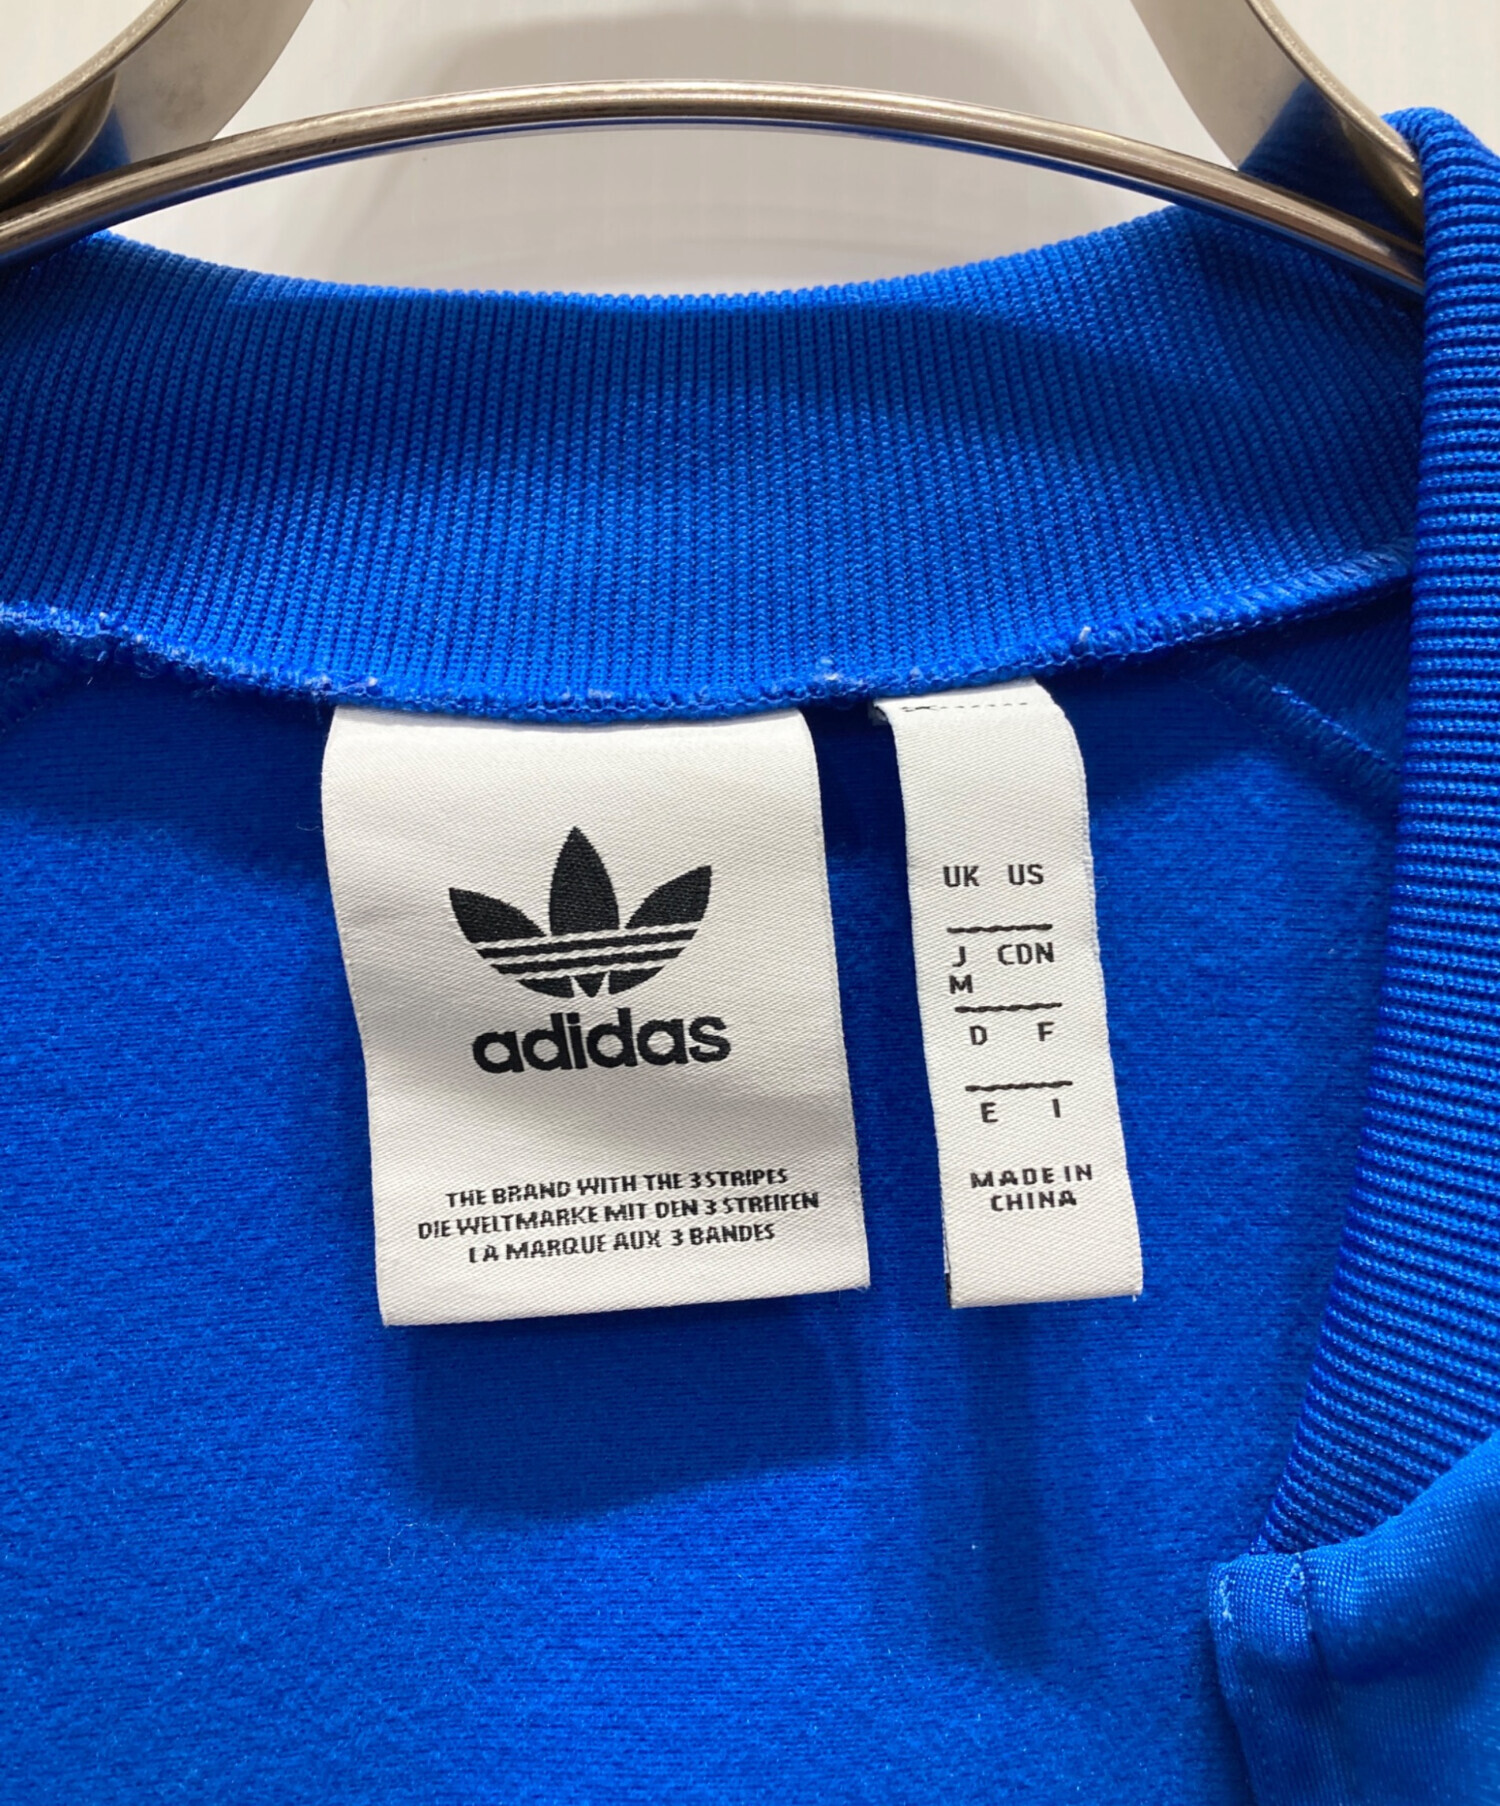 adidas
THE BRAND WITH THE 3 STRIPES
DIE WELTMARKE MIT DEN 3 STREIFEN
LA MARQUE AUX 3 BANDES
UK US
J CDN
M
D F
E I
MADE IN
CHINA